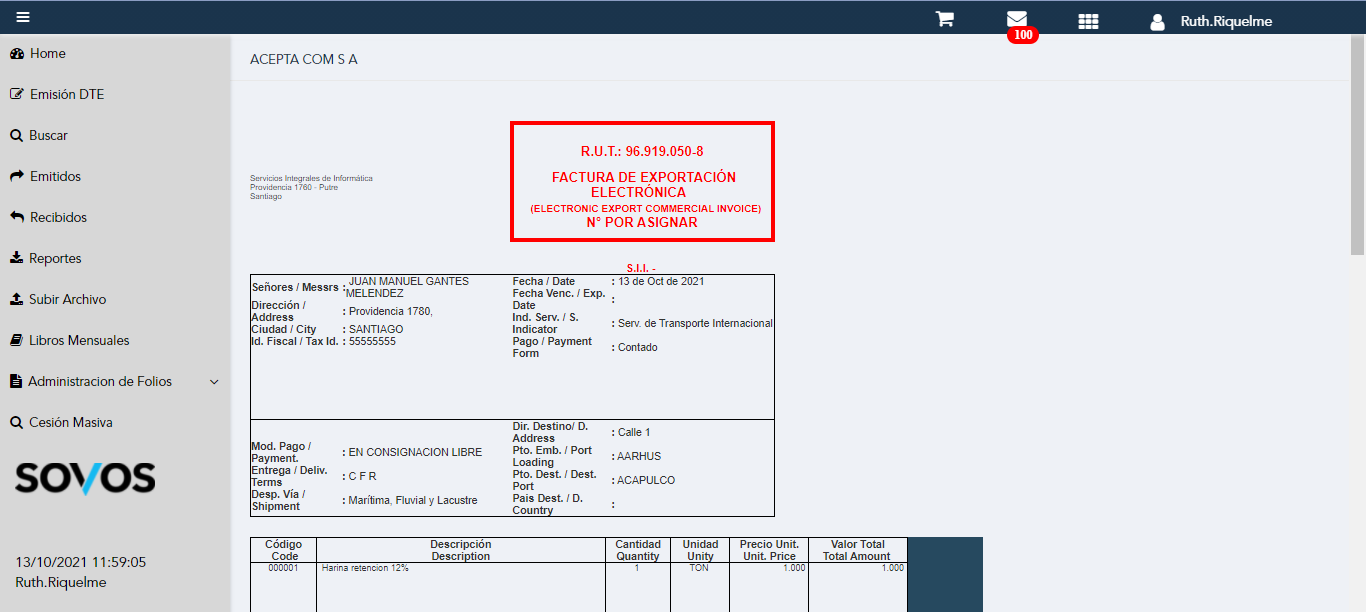 Ruth.Riquelme
100
Home
Emisión DTE
Buscar
Emitidos
Recibidos
Reportes
Subir Archivo
Libros Mensuales
Administracion de Folios
Cesión Masiva
SOVOS
13/10/2021 11:59:05
Ruth.Riquelme
ACEPTA COM S A
Servicios Integrales de Informática
Providencia 1760 - Putre
Santiago
R.U.T.: 96.919.050-8
FACTURA DE EXPORTACIÓN
ELECTRÓNICA
(ELECTRONIC EXPORT COMMERCIAL INVOICE)
N° POR ASIGNAR
S.I.I. -
Señores / Messrs : JUAN MANUEL GANTES
MELENDEZ
Dirección /
Address : Providencia 1780,
Ciudad / City : SANTIAGO
Id. Fiscal / Tax Id. : 55555555
Fecha / Date : 13 de Oct de 2021
Fecha Venc. / Exp.
Date :
Ind. Serv. / S.
Indicator : Serv. de Transporte Internacional
Pago / Payment
Form : Contado
Mod. Pago /
Payment. : EN CONSIGNACION LIBRE
Entrega / Deliv.
Terms : C F R
Desp. Vía /
Shipment : Marítima, Fluvial y Lacustre
Dir. Destino/ D.
Address : Calle 1
Pto. Emb. / Port
Loading : AARHUS
Pto. Dest. / Dest.
Port : ACAPULCO
Pais Dest. / D.
Country :
Código Descripción Cantidad Unidad Precio Unit. Valor Total
Code Description Quantity Unity Unit. Price Total Amount
000001 Harina retencion 12% 1 TON 1.000 1.000